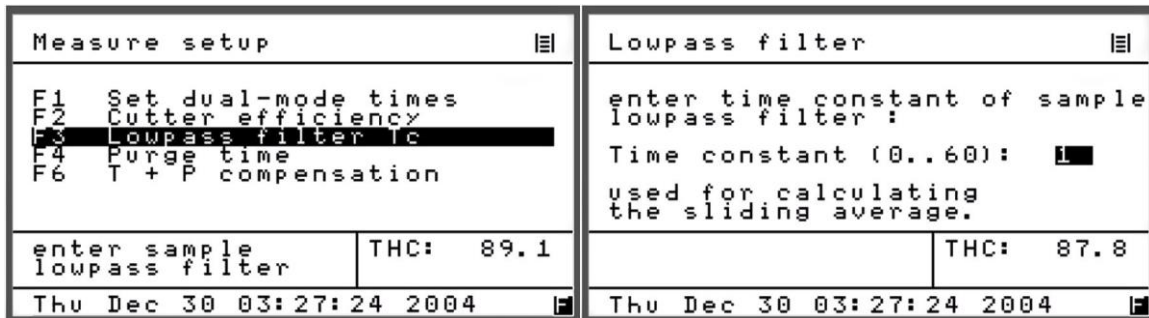 Measure setup
F1 Set dual-mode times
F2 Cutter efficiency
F3 Lowpass filter Tc
F4 Purge time
F6 T + P compensation
enter sample
lowpass filter
THC: 89.1
Thu Dec 30 03:27:24 2004 F
Lowpass filter
enter time constant of sample
lowpass filter :
Time constant (0..60): 1
used for calculating
the sliding average.
THC: 87.8
Thu Dec 30 03:27:24 2004 F